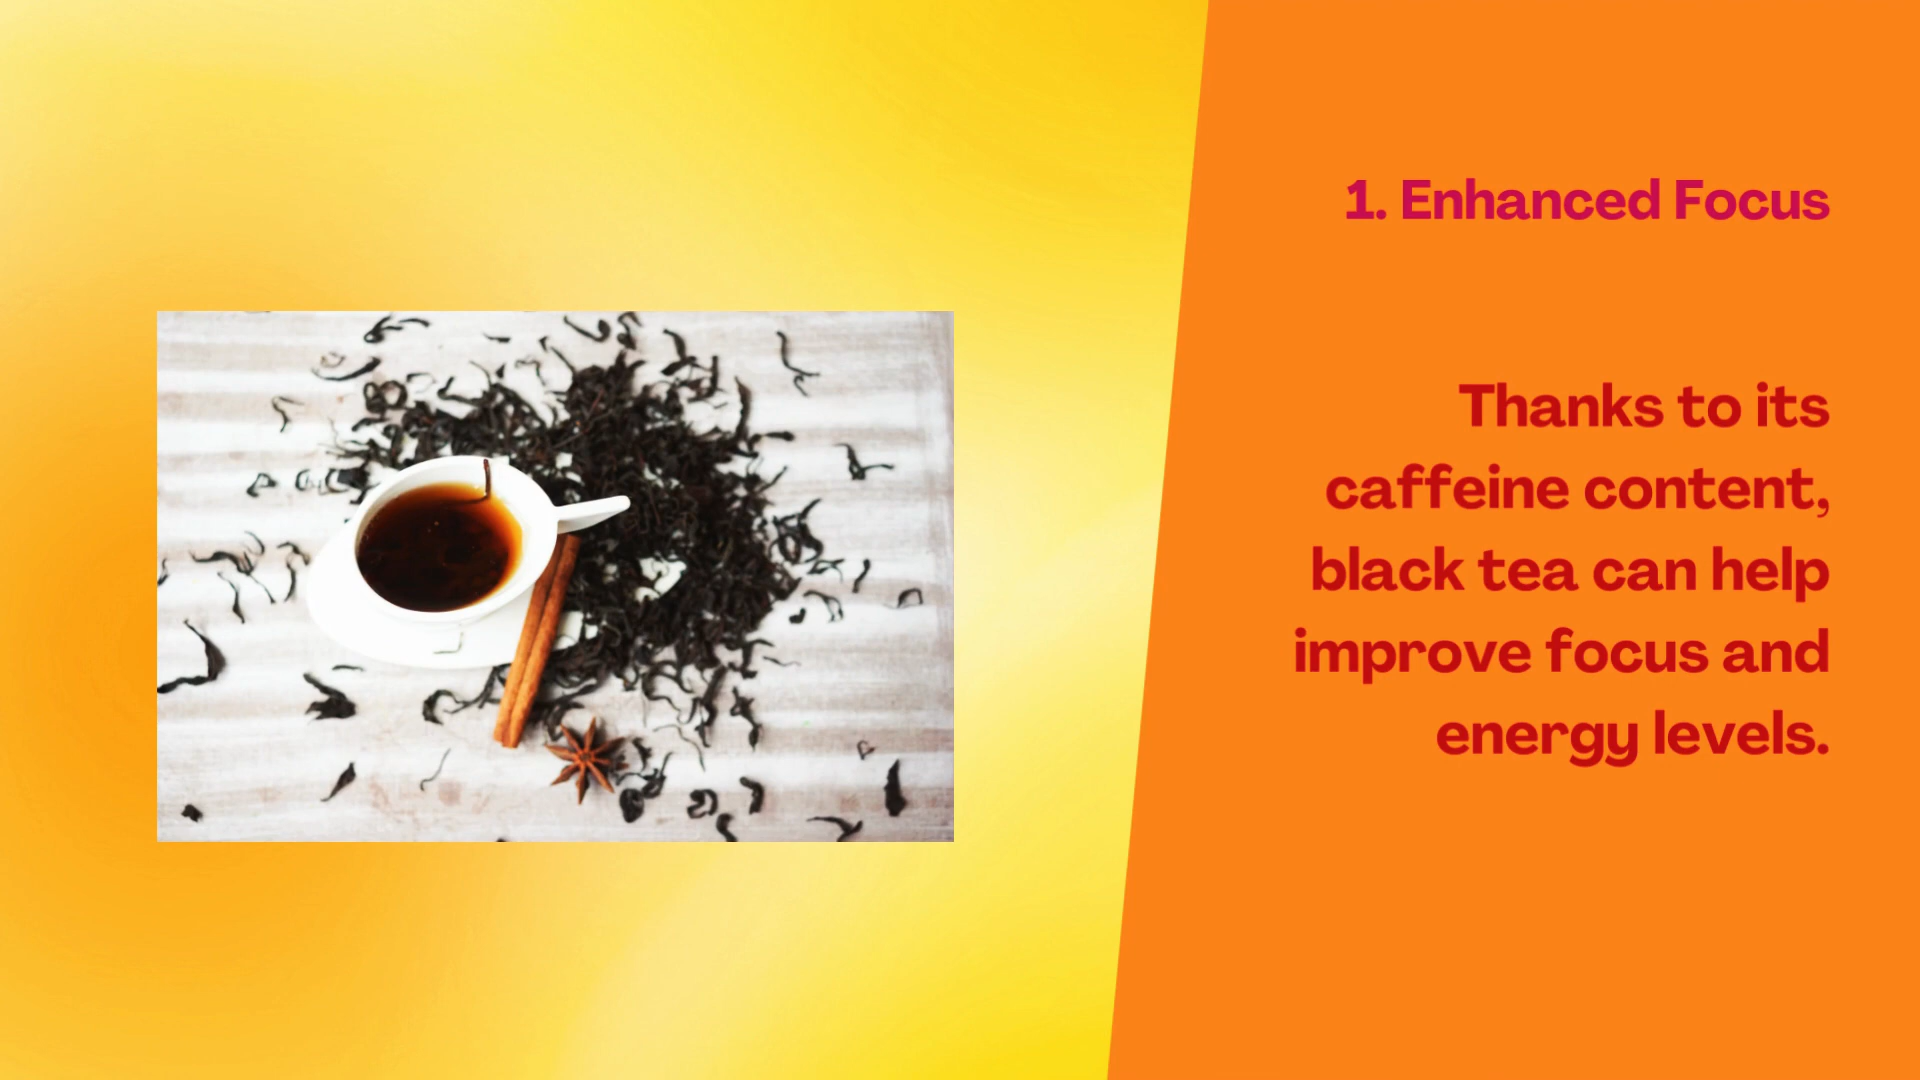 1. Enhanced Focus
Thanks to its
caffeine content,
black tea can help
improve focus and
energy levels.